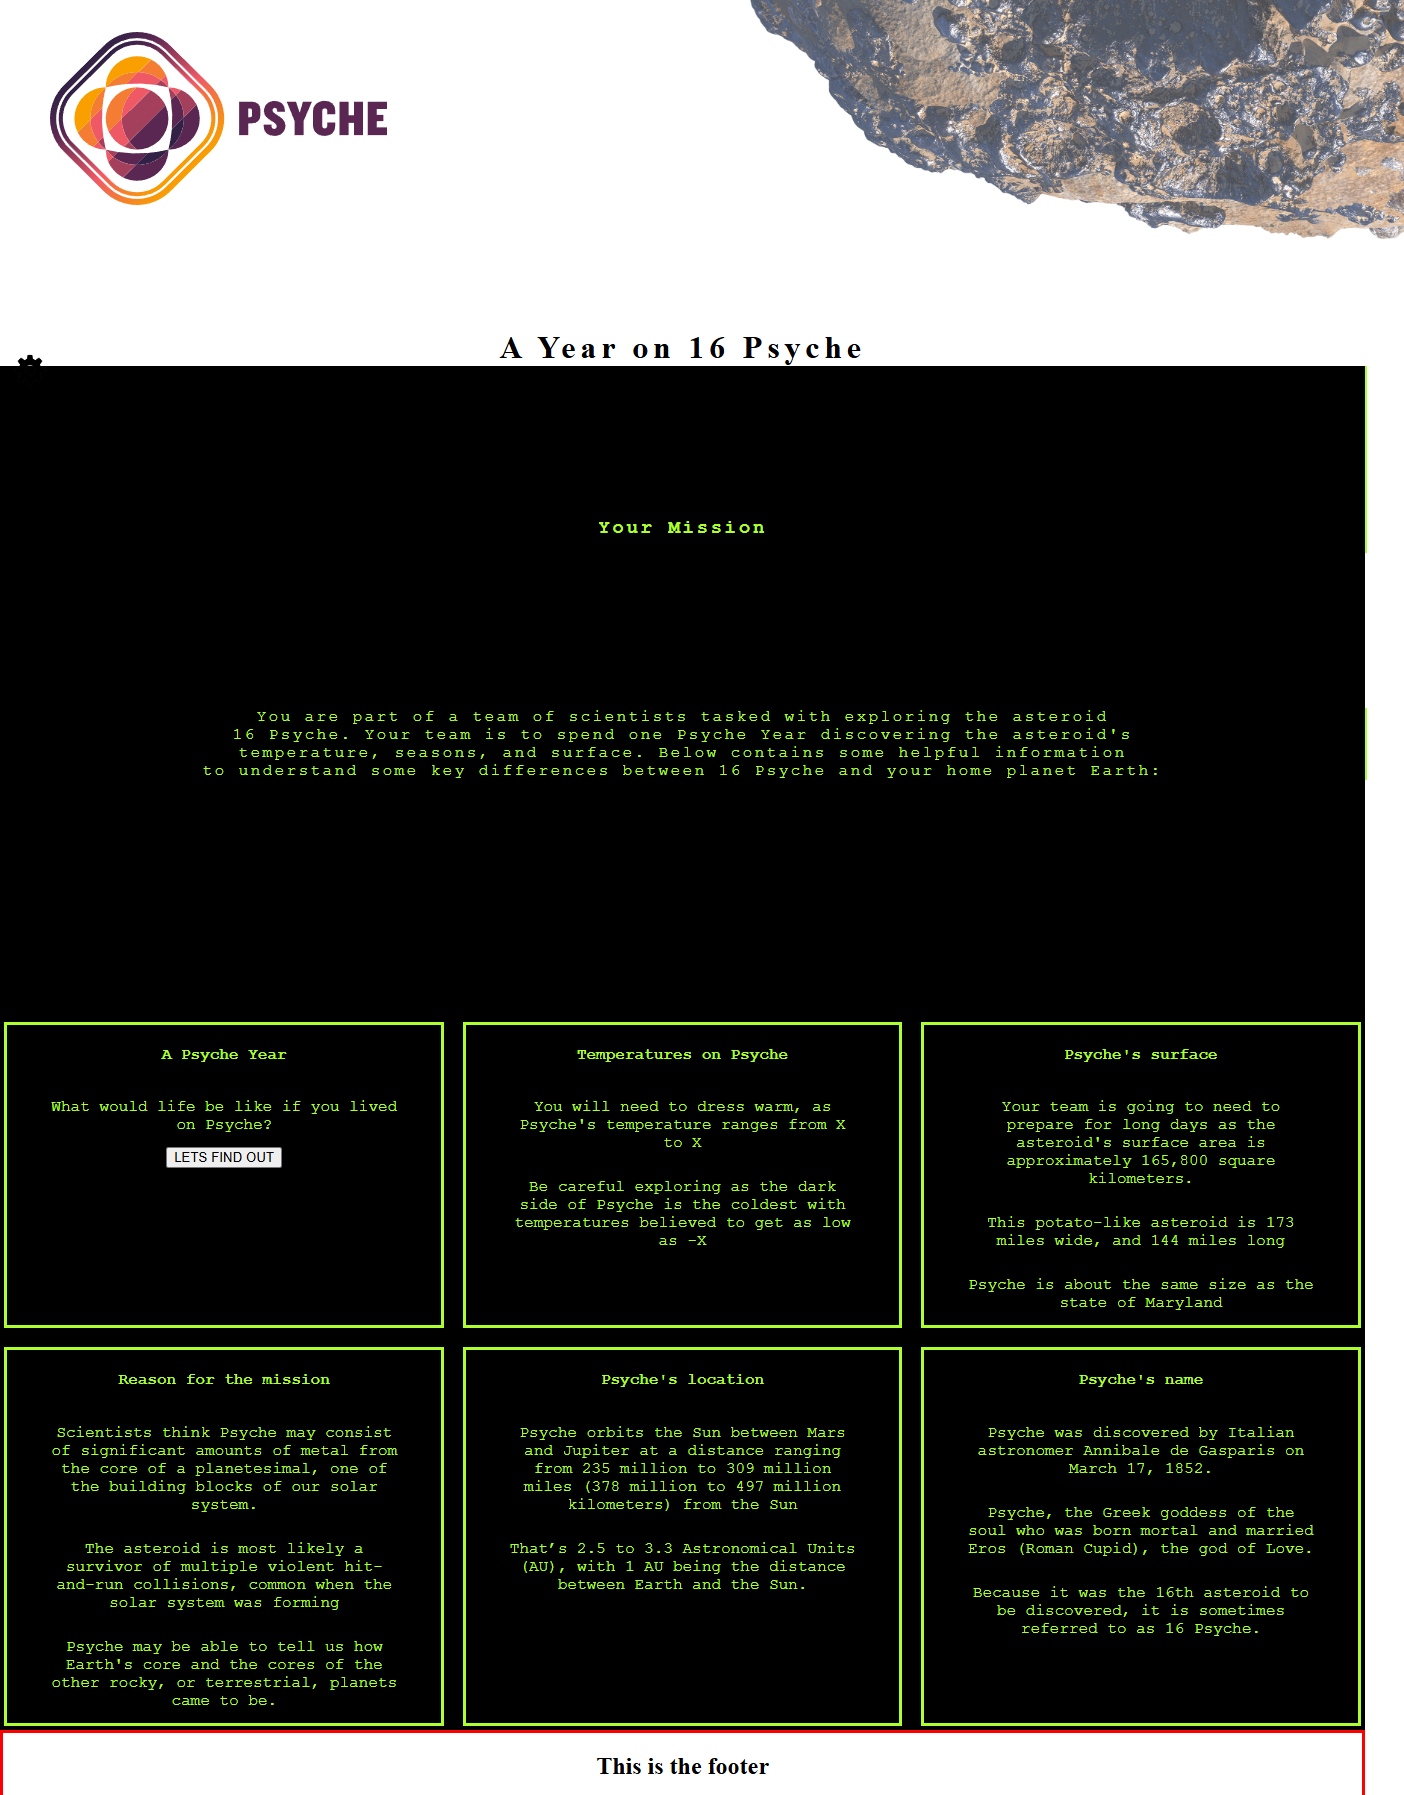 PSYCHE
A Year on 16 Psyche
Your Mission
You are part of a team of scientists tasked with exploring the asteroid
16 Psyche. Your team is to spend one Psyche Year discovering the asteroid's
temperature, seasons, and surface. Below contains some helpful information
to understand some key differences between 16 Psyche and your home planet Earth:
A Psyche Year
What would life be like if you lived
on Psyche?
LETS FIND OUT
Temperatures on Psyche
You will need to dress warm, as
Psyche's temperature ranges from X
to X
Be careful exploring as the dark
side of Psyche is the coldest with
temperatures believed to get as low
as -X
Psyche's surface
Your team is going to need to
prepare for long days as the
asteroid's surface area is
approximately 165,800 square
kilometers.
This potato-like asteroid is 173
miles wide, and 144 miles long
Psyche is about the same size as the
state of Maryland
Reason for the mission
Scientists think Psyche may consist
of significant amounts of metal from
the core of a planetesimal, one of
the building blocks of our solar
system.
The asteroid is most likely a
survivor of multiple violent hit-
and-run collisions, common when the
solar system was forming
Psyche may be able to tell us how
Earth's core and the cores of the
other rocky, or terrestrial, planets
came to be.
Psyche's location
Psyche orbits the Sun between Mars
and Jupiter at a distance ranging
from 235 million to 309 million
miles (378 million to 497 million
kilometers) from the Sun
That’s 2.5 to 3.3 Astronomical Units
(AU), with 1 AU being the distance
between Earth and the Sun.
Psyche's name
Psyche was discovered by Italian
astronomer Annibale de Gasparis on
March 17, 1852.
Psyche, the Greek goddess of the
soul who was born mortal and married
Eros (Roman Cupid), the god of Love.
Because it was the 16th asteroid to
be discovered, it is sometimes
referred to as 16 Psyche.
This is the footer